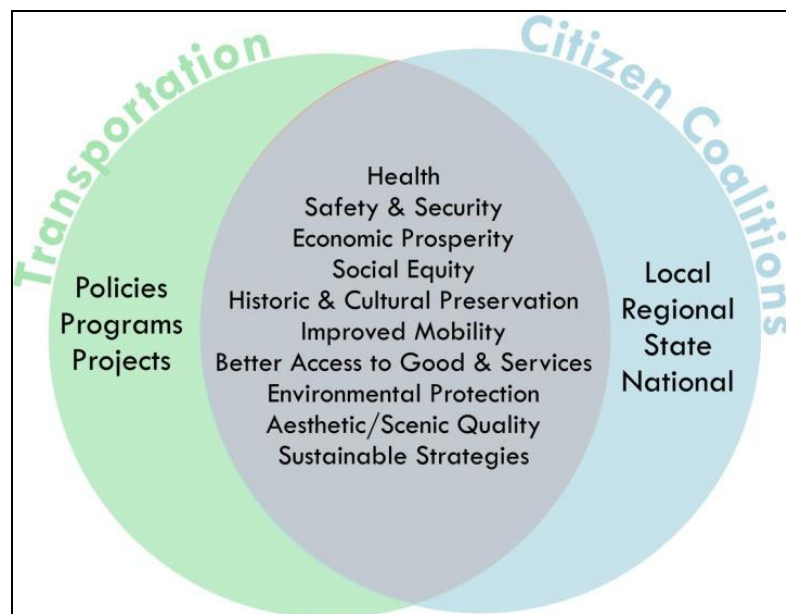 Transportation
Citizen Coalitions
Policies
Programs
Projects
Health
Safety & Security
Economic Prosperity
Social Equity
Historic & Cultural Preservation
Improved Mobility
Better Access to Good & Services
Environmental Protection
Aesthetic/Scenic Quality
Sustainable Strategies
Local
Regional
State
National